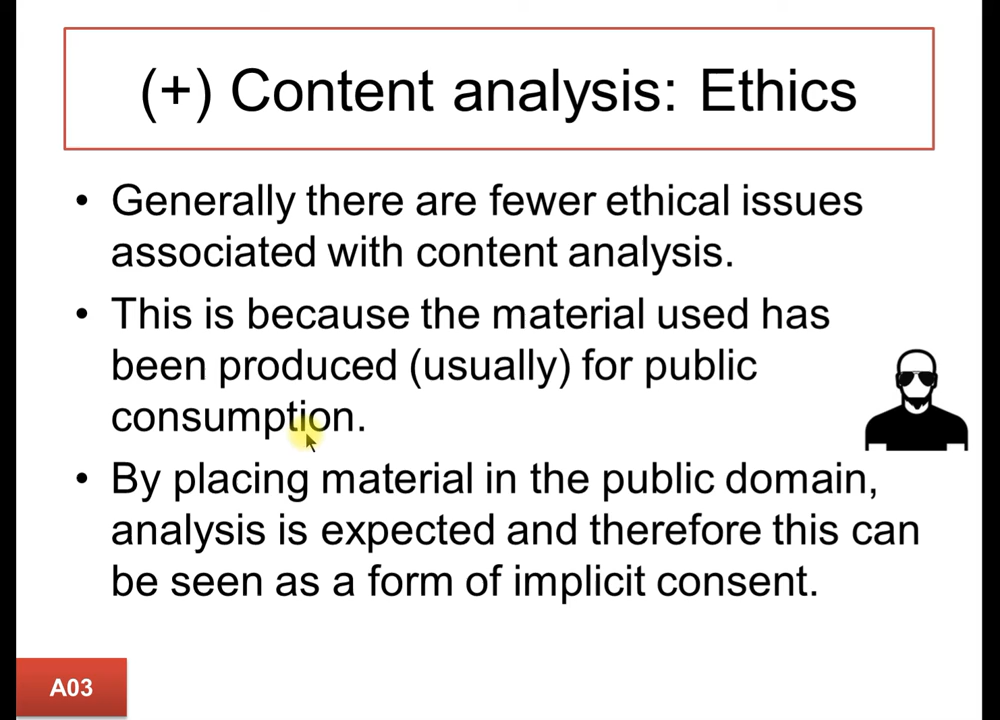 (+) Content analysis: Ethics
• Generally there are fewer ethical issues
associated with content analysis.
• This is because the material used has
been produced (usually) for public
consumption.
• By placing material in the public domain,
analysis is expected and therefore this can
be seen as a form of implicit consent.
A03